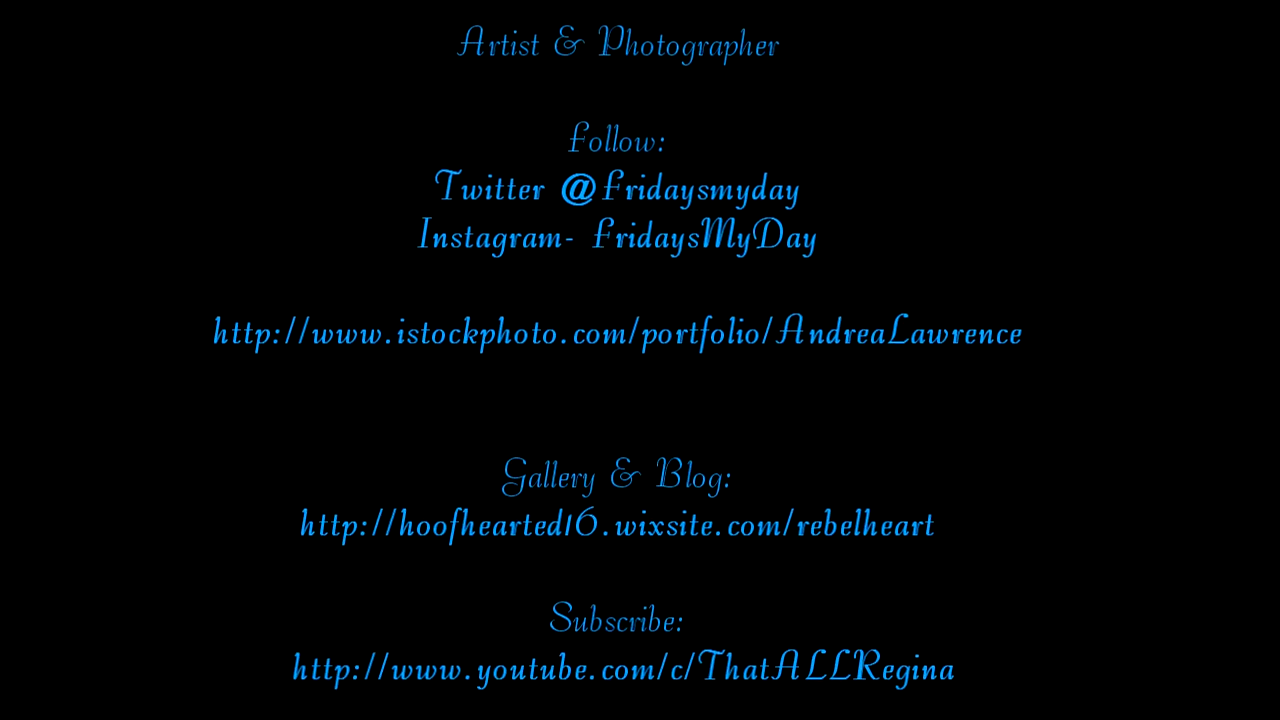 Artist & Photographer
Follow:
Twitter @Fridaysmyday
Instagram- FridaysMyDay
http://www.istockphoto.com/portfolio/AndreaLawrence
Gallery & Blog:
http://hoofhearted16.wixsite.com/rebelheart
Subscribe:
http://www.youtube.com/c/ThatALLRegina